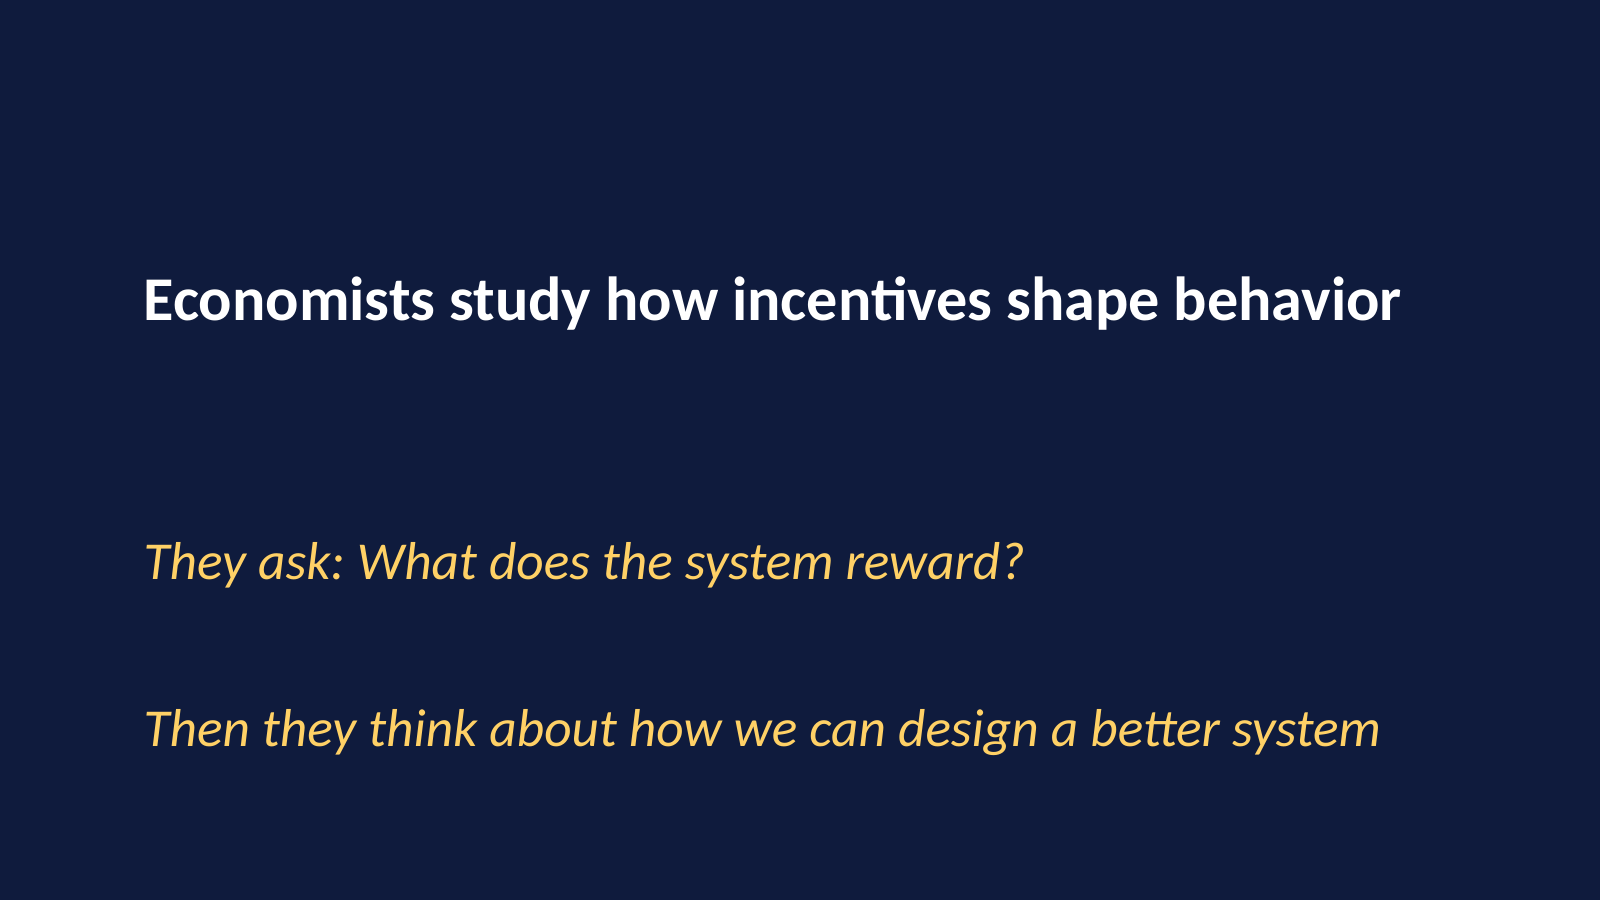 Economists study how incentives shape behavior
They ask: What does the system reward?
Then they think about how we can design a better system